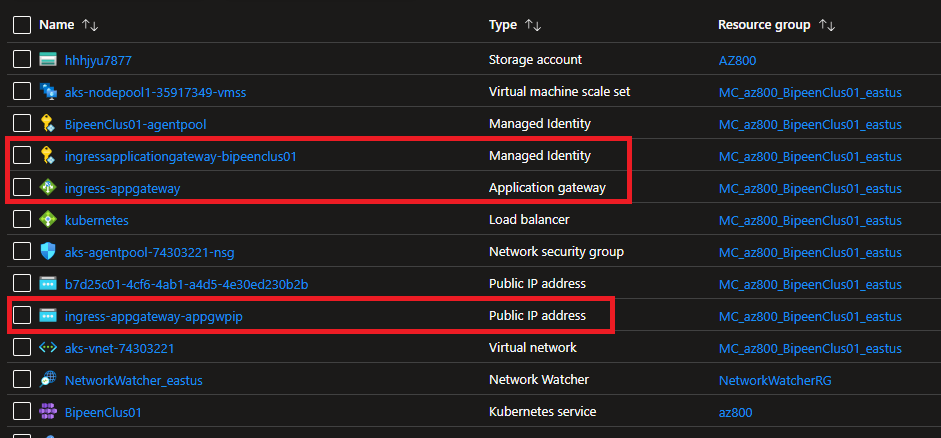 Name ↑↓ Type ↑↓ Resource group ↑↓
hhhjyu7877 Storage account AZ800
aks-nodepool1-35917349-vmss Virtual machine scale set MC_az800_BipeenClus01_eastus
BipeenClus01-agentpool Managed Identity MC_az800_BipeenClus01_eastus
ingressapplicationgateway-bipeenclus01 Managed Identity MC_az800_BipeenClus01_eastus
ingress-appgateway Application gateway MC_az800_BipeenClus01_eastus
kubernetes Load balancer MC_az800_BipeenClus01_eastus
aks-agentpool-74303221-nsg Network security group MC_az800_BipeenClus01_eastus
b7d25c01-4cf6-4ab1-a4d5-4e30ed230b2b Public IP address MC_az800_BipeenClus01_eastus
ingress-appgateway-appgwpip Public IP address MC_az800_BipeenClus01_eastus
aks-vnet-74303221 Virtual network MC_az800_BipeenClus01_eastus
NetworkWatcher_eastus Network Watcher NetworkWatcherRG
BipeenClus01 Kubernetes service az800